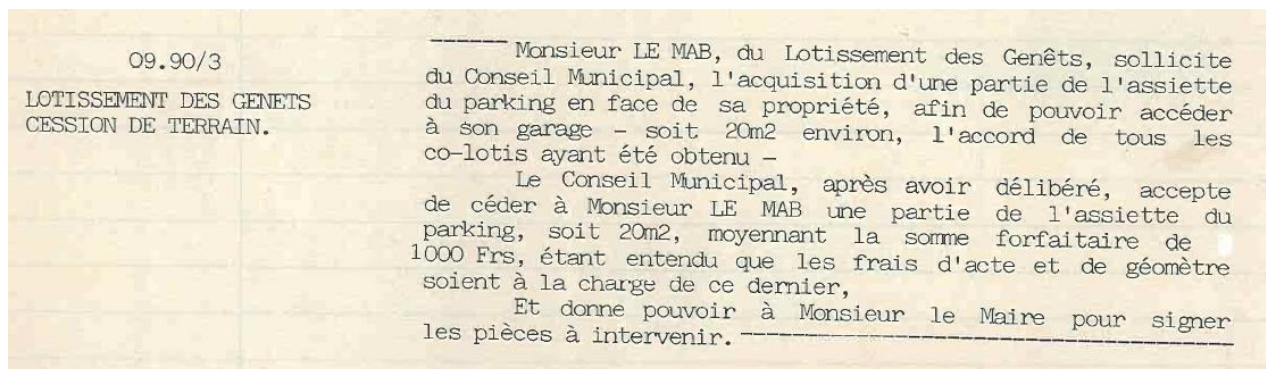 09.90/3
LOTISSEMENT DES GENETS
CESSION DE TERRAIN.
------ Monsieur LE MAB, du Lotissement des Genêts, sollicite
du Conseil Municipal, l'acquisition d'une partie de l'assiette
du parking en face de sa propriété, afin de pouvoir accéder
à son garage - soit 20m2 environ, l'accord de tous les
co-lotis ayant été obtenu -
Le Conseil Municipal, après avoir délibéré, accepte
de céder à Monsieur LE MAB une partie de l'assiette du
parking, soit 20m2, moyennant la somme forfaitaire de
1000 Frs, étant entendu que les frais d'acte et de géomètre
soient à la charge de ce dernier,
Et donne pouvoir à Monsieur le Maire pour signer
les pièces à intervenir. ------------------------------------------